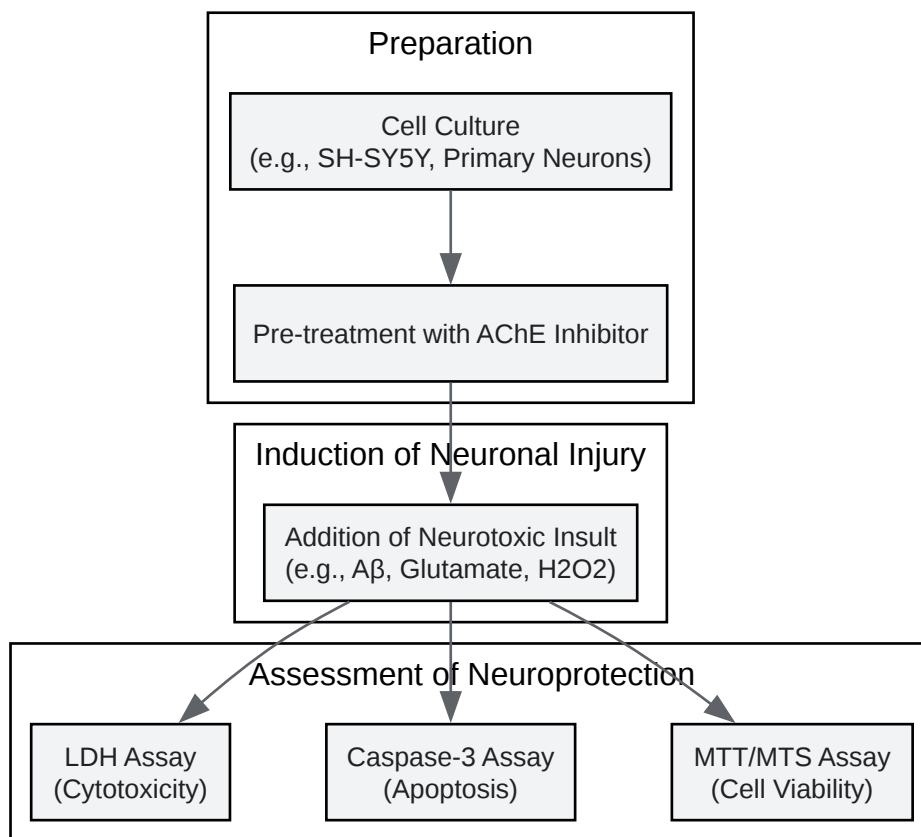 Preparation
Cell Culture
(e.g., SH-SY5Y, Primary Neurons)
Pre-treatment with AChE Inhibitor
Induction of Neuronal Injury
Addition of Neurotoxic Insult
(e.g., Aβ, Glutamate, H2O2)
Assessment of Neuroprotection
LDH Assay
(Cytotoxicity)
Caspase-3 Assay
(Apoptosis)
MTT/MTS Assay
(Cell Viability)